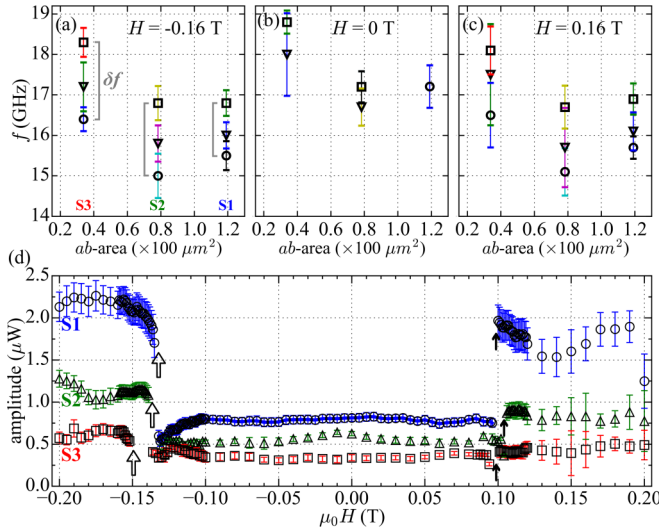 (a) H = -0.16 T
(b) H = 0 T
(c) H = 0.16 T
19
18
17
16
15
14
f (GHz)
δf
S3 S2 S1
0.2 0.4 0.6 0.8 1.0 1.2
0.2 0.4 0.6 0.8 1.0 1.2
0.2 0.4 0.6 0.8 1.0 1.2
ab-area (×100 μm²)
ab-area (×100 μm²)
ab-area (×100 μm²)
(d)
2.5
2.0
1.5
1.0
0.5
0.0
amplitude (μW)
S1
S2
S3
−0.20 −0.15 −0.10 −0.05 0.00 0.05 0.10 0.15 0.20
μ₀H (T)